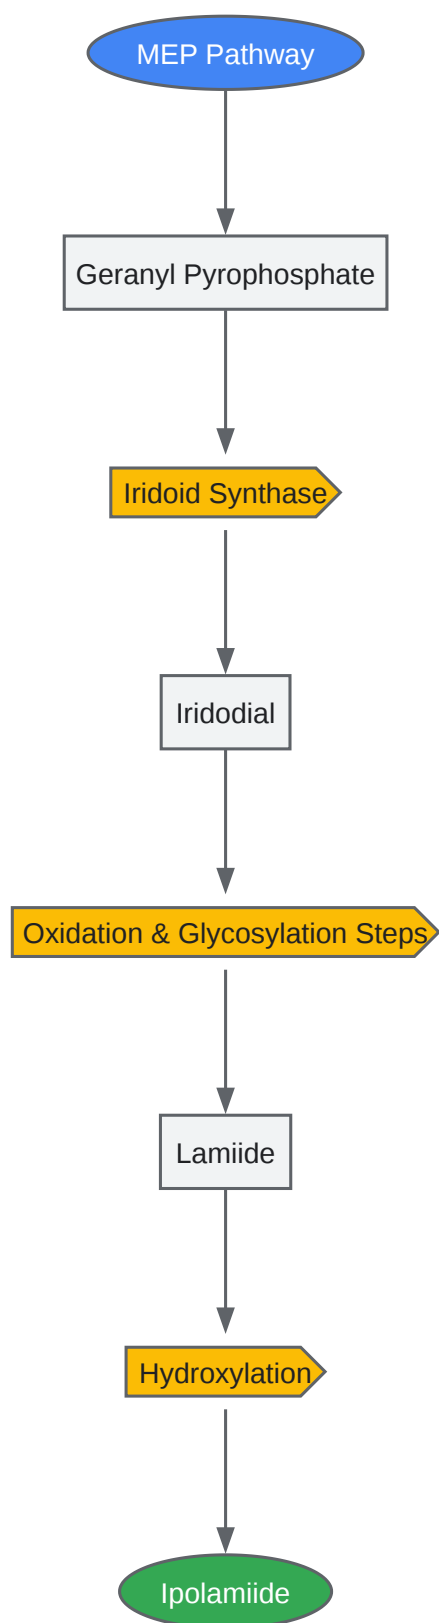 MEP Pathway
Geranyl Pyrophosphate
Iridoid Synthase
Iridodial
Oxidation & Glycosylation Steps
Lamiide
Hydroxylation
Ipolamiide